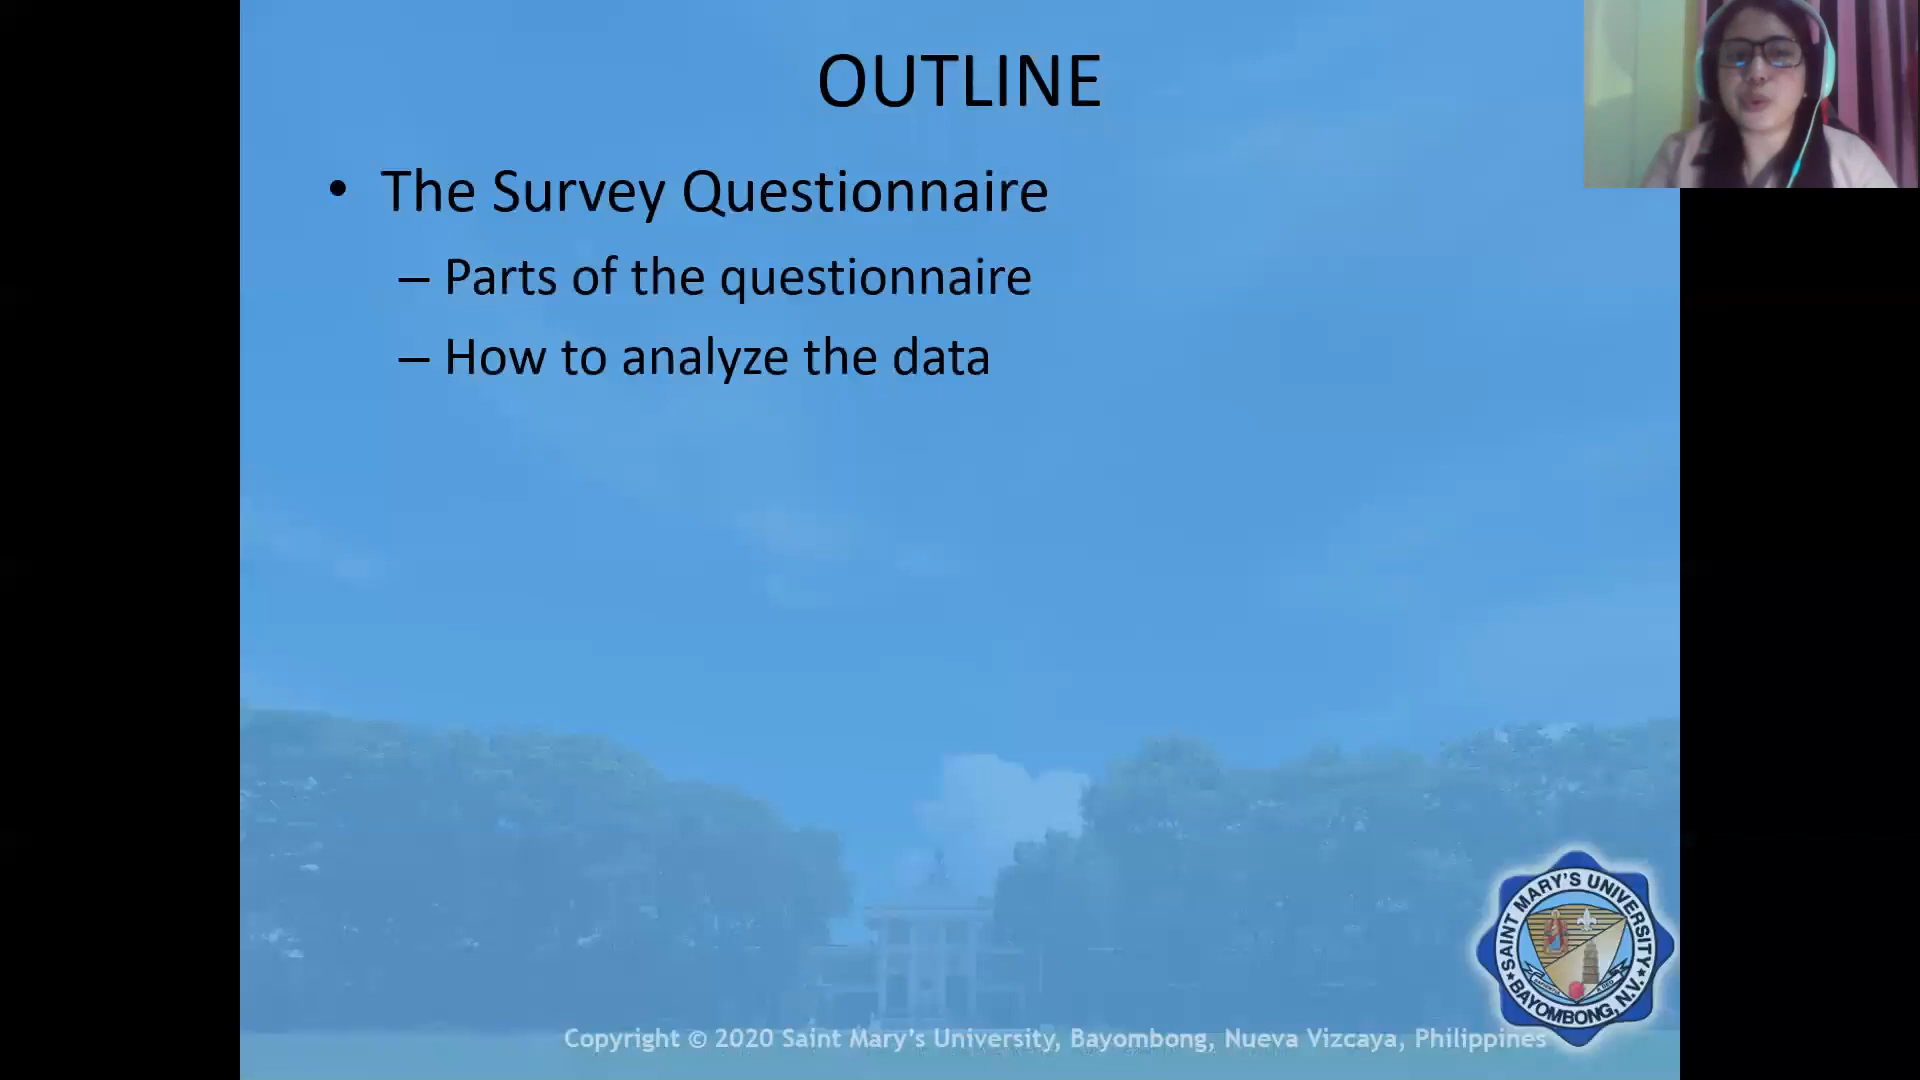 OUTLINE
• The Survey Questionnaire
– Parts of the questionnaire
– How to analyze the data
SAINT MARY'S UNIVERSITY
BAYOMBONG, N.V.
Copyright © 2020 Saint Mary's University, Bayombong, Nueva Vizcaya, Philippines